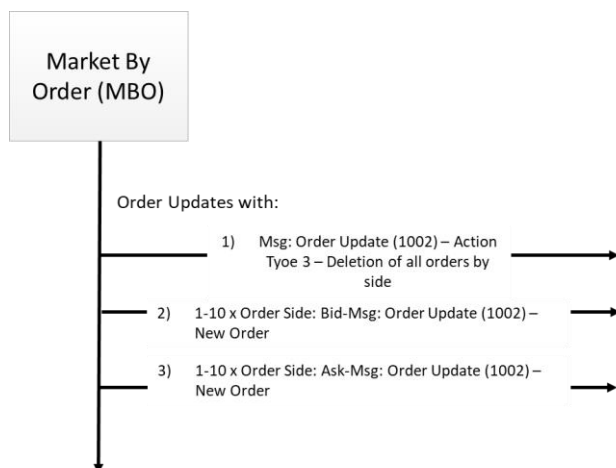 Market By
Order (MBO)
Order Updates with:
1) Msg: Order Update (1002) – Action
Tyoe 3 – Deletion of all orders by
side
2) 1-10 x Order Side: Bid-Msg: Order Update (1002) –
New Order
3) 1-10 x Order Side: Ask-Msg: Order Update (1002) –
New Order